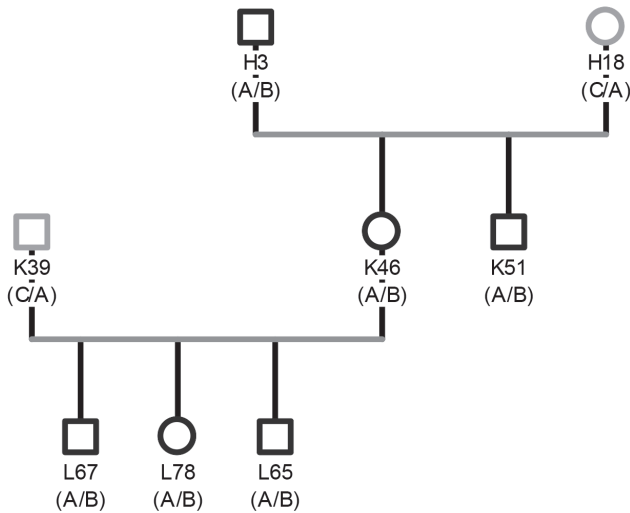 H3 H18
(A/B) (C/A)
K39 K46 K51
(C/A) (A/B) (A/B)
L67 L78 L65
(A/B) (A/B) (A/B)